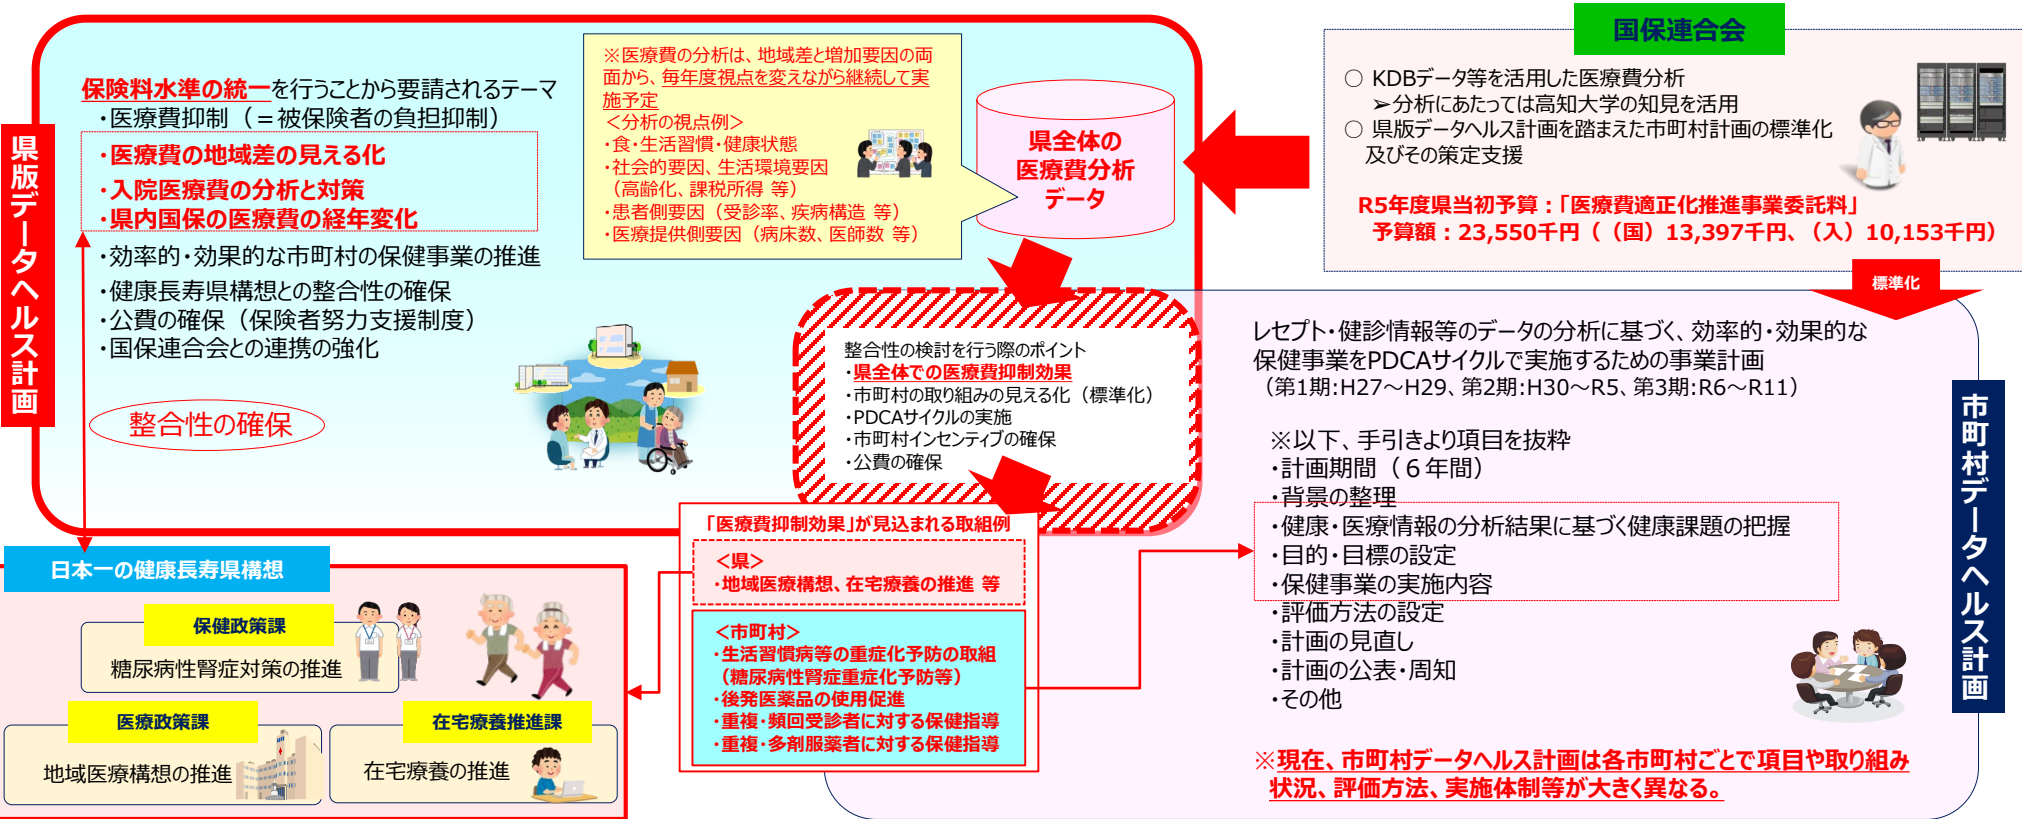 県版データヘルス計画
保険料水準の統一を行うことから要請されるテーマ
・医療費抑制（＝被保険者の負担抑制）
・医療費の地域差の見える化
・入院医療費の分析と対策
・県内国保の医療費の経年変化
・効率的・効果的な市町村の保健事業の推進
・健康長寿県構想との整合性の確保
・公費の確保（保険者努力支援制度）
・国保連合会との連携の強化
整合性の確保
※医療費の分析は、地域差と増加要因の両
面から、毎年度視点を変えながら継続して実
施予定
＜分析の視点例＞
・食・生活習慣・健康状態
・社会的要因、生活環境要因
（高齢化、課税所得 等）
・患者側要因（受診率、疾病構造 等）
・医療提供側要因（病床数、医師数 等）
県全体の
医療費分析
データ
国保連合会
○ KDBデータ等を活用した医療費分析
➢分析にあたっては高知大学の知見を活用
○ 県版データヘルス計画を踏まえた市町村計画の標準化
及びその策定支援
R5年度県当初予算：「医療費適正化推進事業委託料」
予算額：23,550千円（（国）13,397千円、（入）10,153千円）
標準化
整合性の検討を行う際のポイント
・県全体での医療費抑制効果
・市町村の取り組みの見える化（標準化）
・PDCAサイクルの実施
・市町村インセンティブの確保
・公費の確保
「医療費抑制効果」が見込まれる取組例
＜県＞
・地域医療構想、在宅療養の推進 等
＜市町村＞
・生活習慣病等の重症化予防の取組
（糖尿病性腎症重症化予防等）
・後発医薬品の使用促進
・重複・頻回受診者に対する保健指導
・重複・多剤服薬者に対する保健指導
日本一の健康長寿県構想
保健政策課
糖尿病性腎症対策の推進
医療政策課
地域医療構想の推進
在宅療養推進課
在宅療養の推進
市町村データヘルス計画
レセプト・健診情報等のデータの分析に基づく、効率的・効果的な
保健事業をPDCAサイクルで実施するための事業計画
（第1期:H27～H29、第2期:H30～R5、第3期:R6～R11）
※以下、手引きより項目を抜粋
・計画期間（６年間）
・背景の整理
・健康・医療情報の分析結果に基づく健康課題の把握
・目的・目標の設定
・保健事業の実施内容
・評価方法の設定
・計画の見直し
・計画の公表・周知
・その他
※現在、市町村データヘルス計画は各市町村ごとで項目や取り組み
状況、評価方法、実施体制等が大きく異なる。